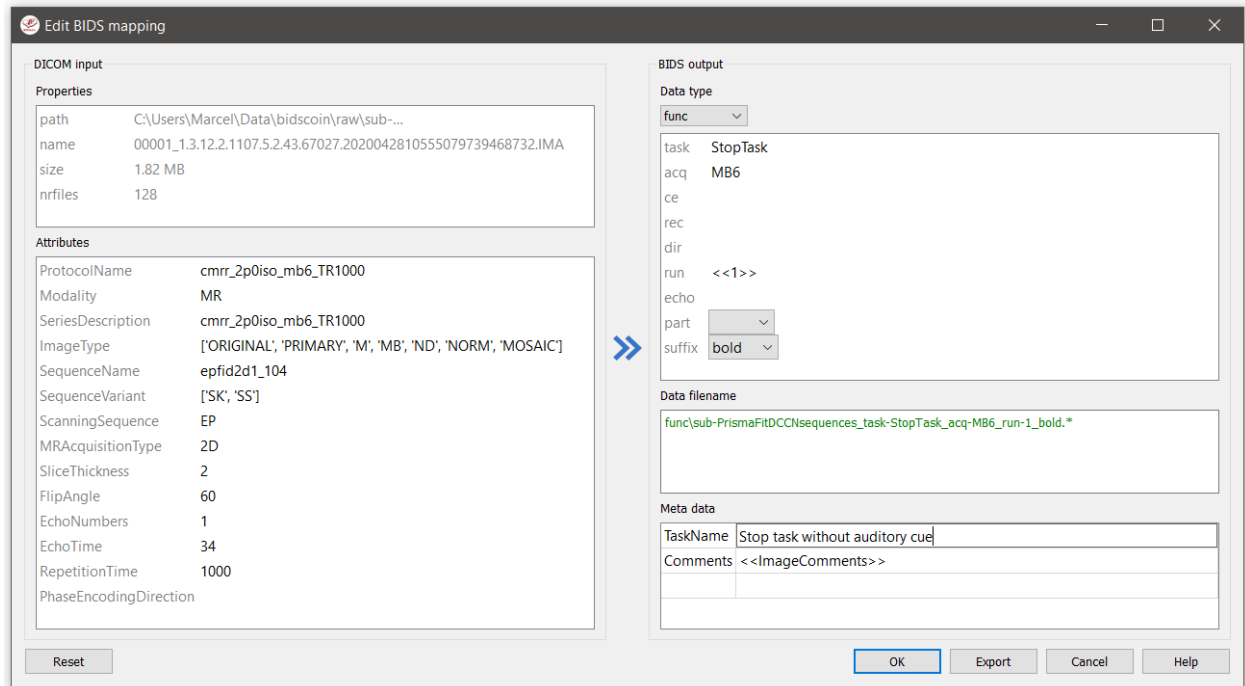 Edit BIDS mapping
DICOM input
Properties
path C:\Users\Marcel\Data\bidscoin\raw\sub-...
name 00001_1.3.12.2.1107.5.2.43.67027.2020042810555079739468732.IMA
size 1.82 MB
nrfiles 128
Attributes
ProtocolName cmrr_2p0iso_mb6_TR1000
Modality MR
SeriesDescription cmrr_2p0iso_mb6_TR1000
ImageType ['ORIGINAL', 'PRIMARY', 'M', 'MB', 'ND', 'NORM', 'MOSAIC']
SequenceName epfid2d1_104
SequenceVariant ['SK', 'SS']
ScanningSequence EP
MRAcquisitionType 2D
SliceThickness 2
FlipAngle 60
EchoNumbers 1
EchoTime 34
RepetitionTime 1000
PhaseEncodingDirection
Reset
BIDS output
Data type
func
task StopTask
acq MB6
ce
rec
dir
run <<1>>
echo
part
suffix bold
Data filename
func\sub-PrismaFitDCCNsequences_task-StopTask_acq-MB6_run-1_bold.*
Meta data
TaskName Stop task without auditory cue
Comments <<ImageComments>>
OK Export Cancel Help